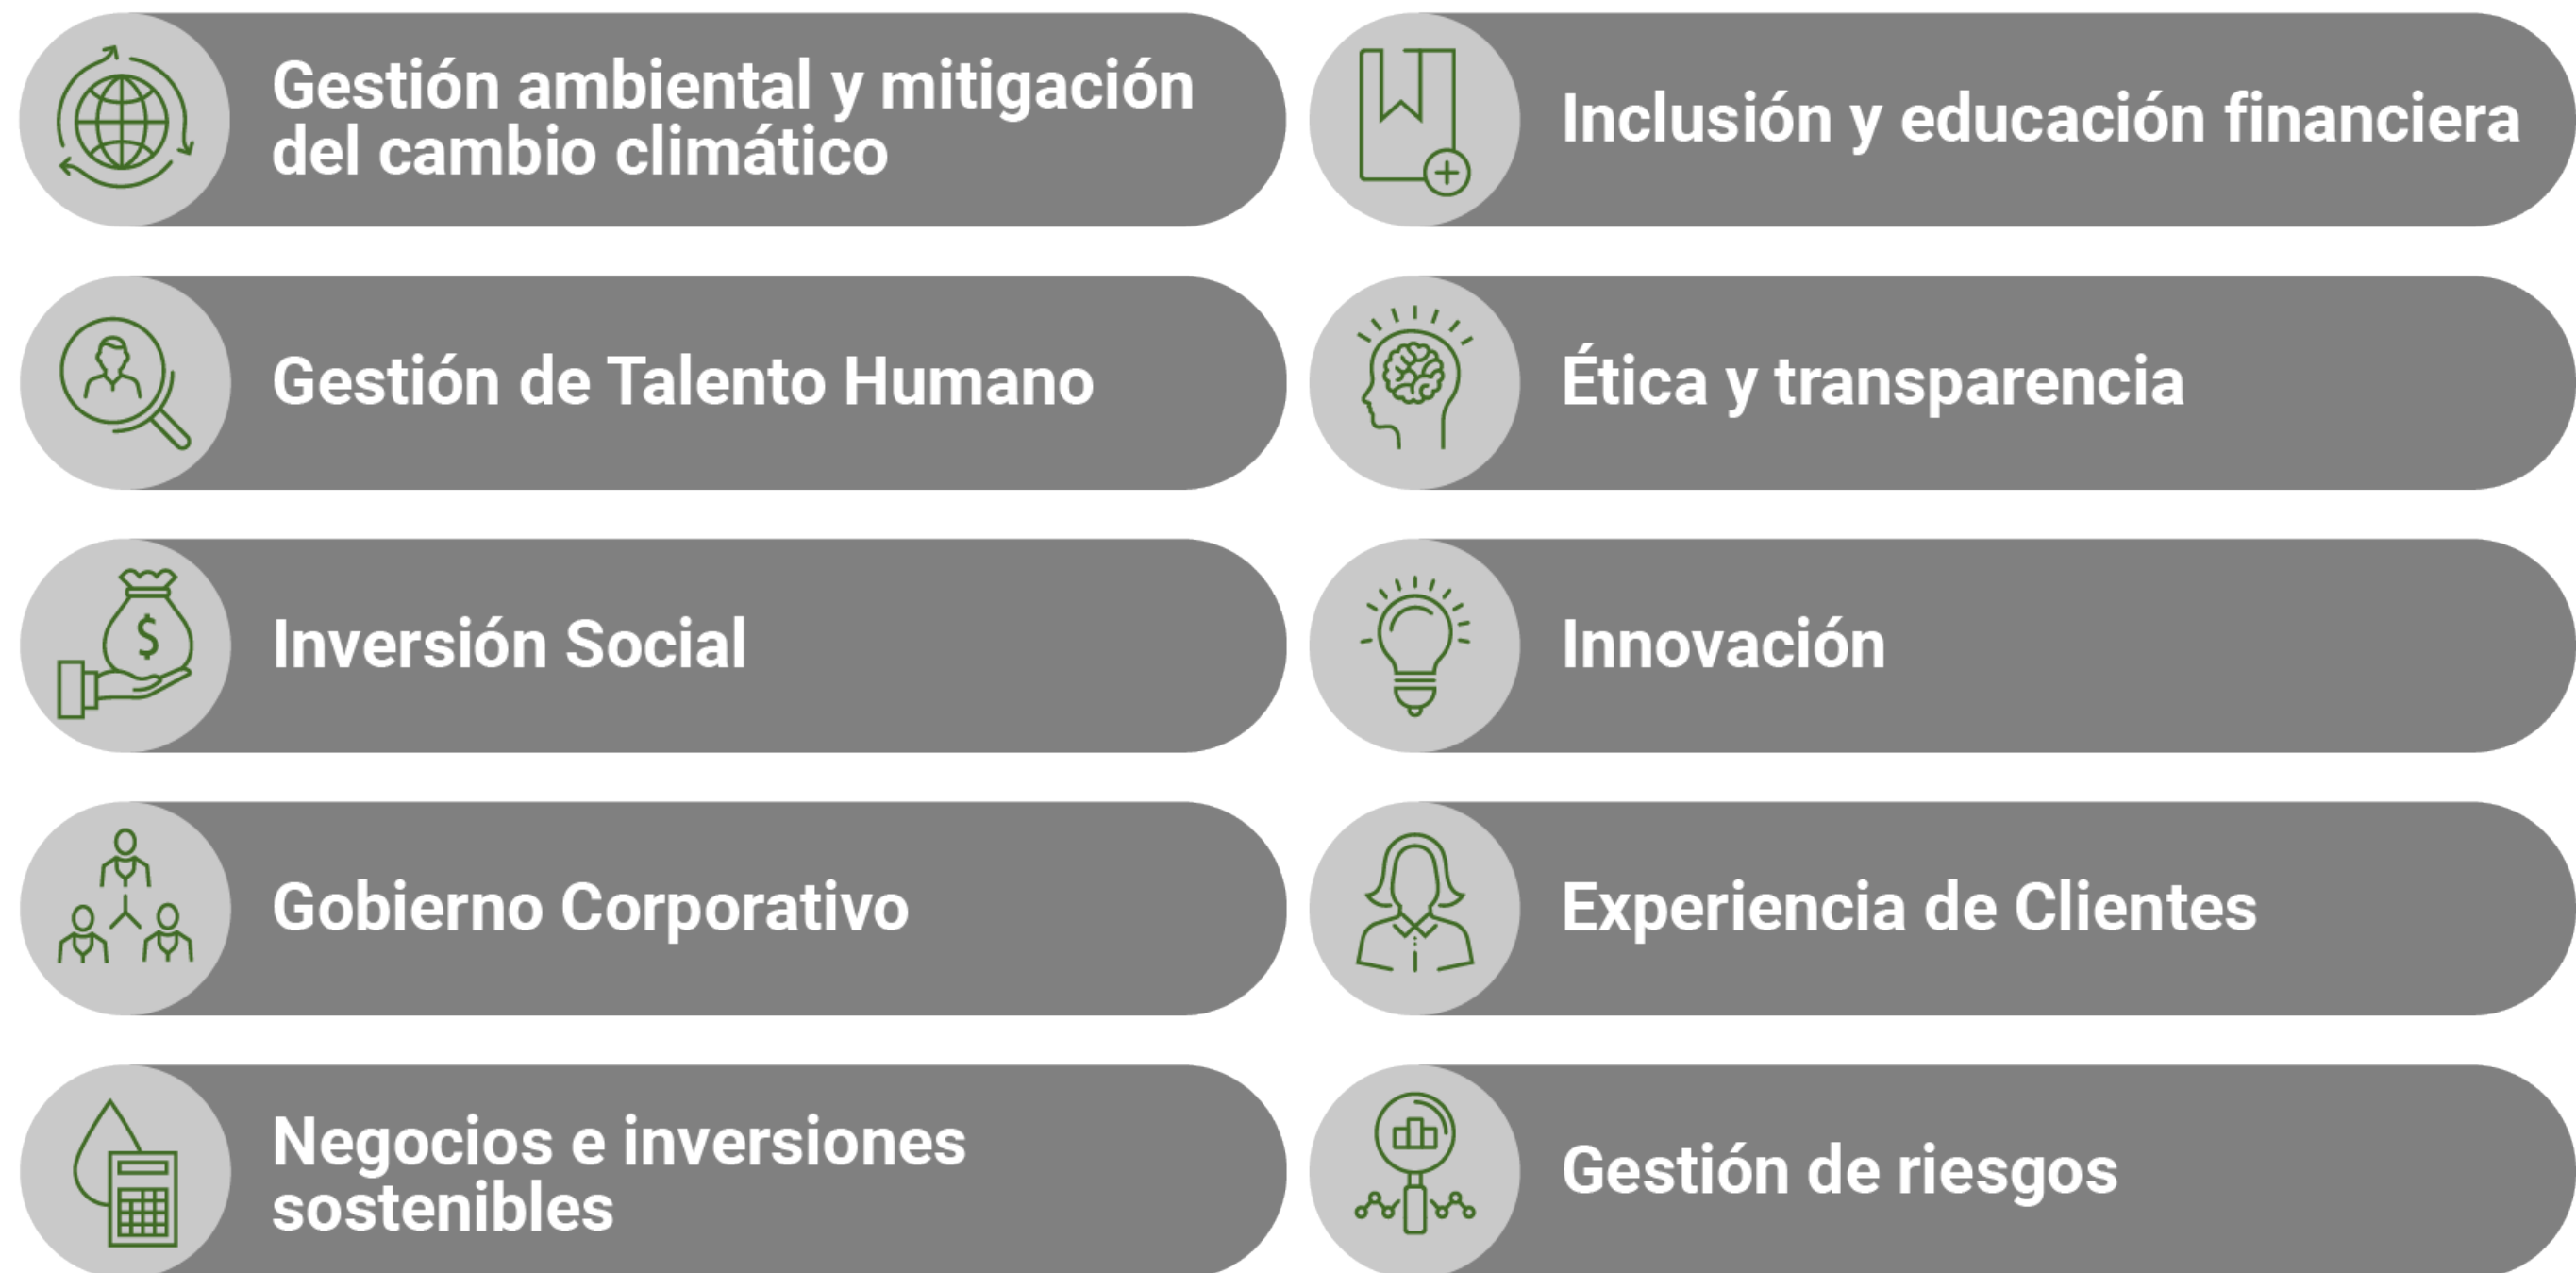 Gestión ambiental y mitigación
del cambio climático
Inclusión y educación financiera
Gestión de Talento Humano
Ética y transparencia
$
Inversión Social
Innovación
Gobierno Corporativo
Experiencia de Clientes
Negocios e inversiones
sostenibles
Gestión de riesgos